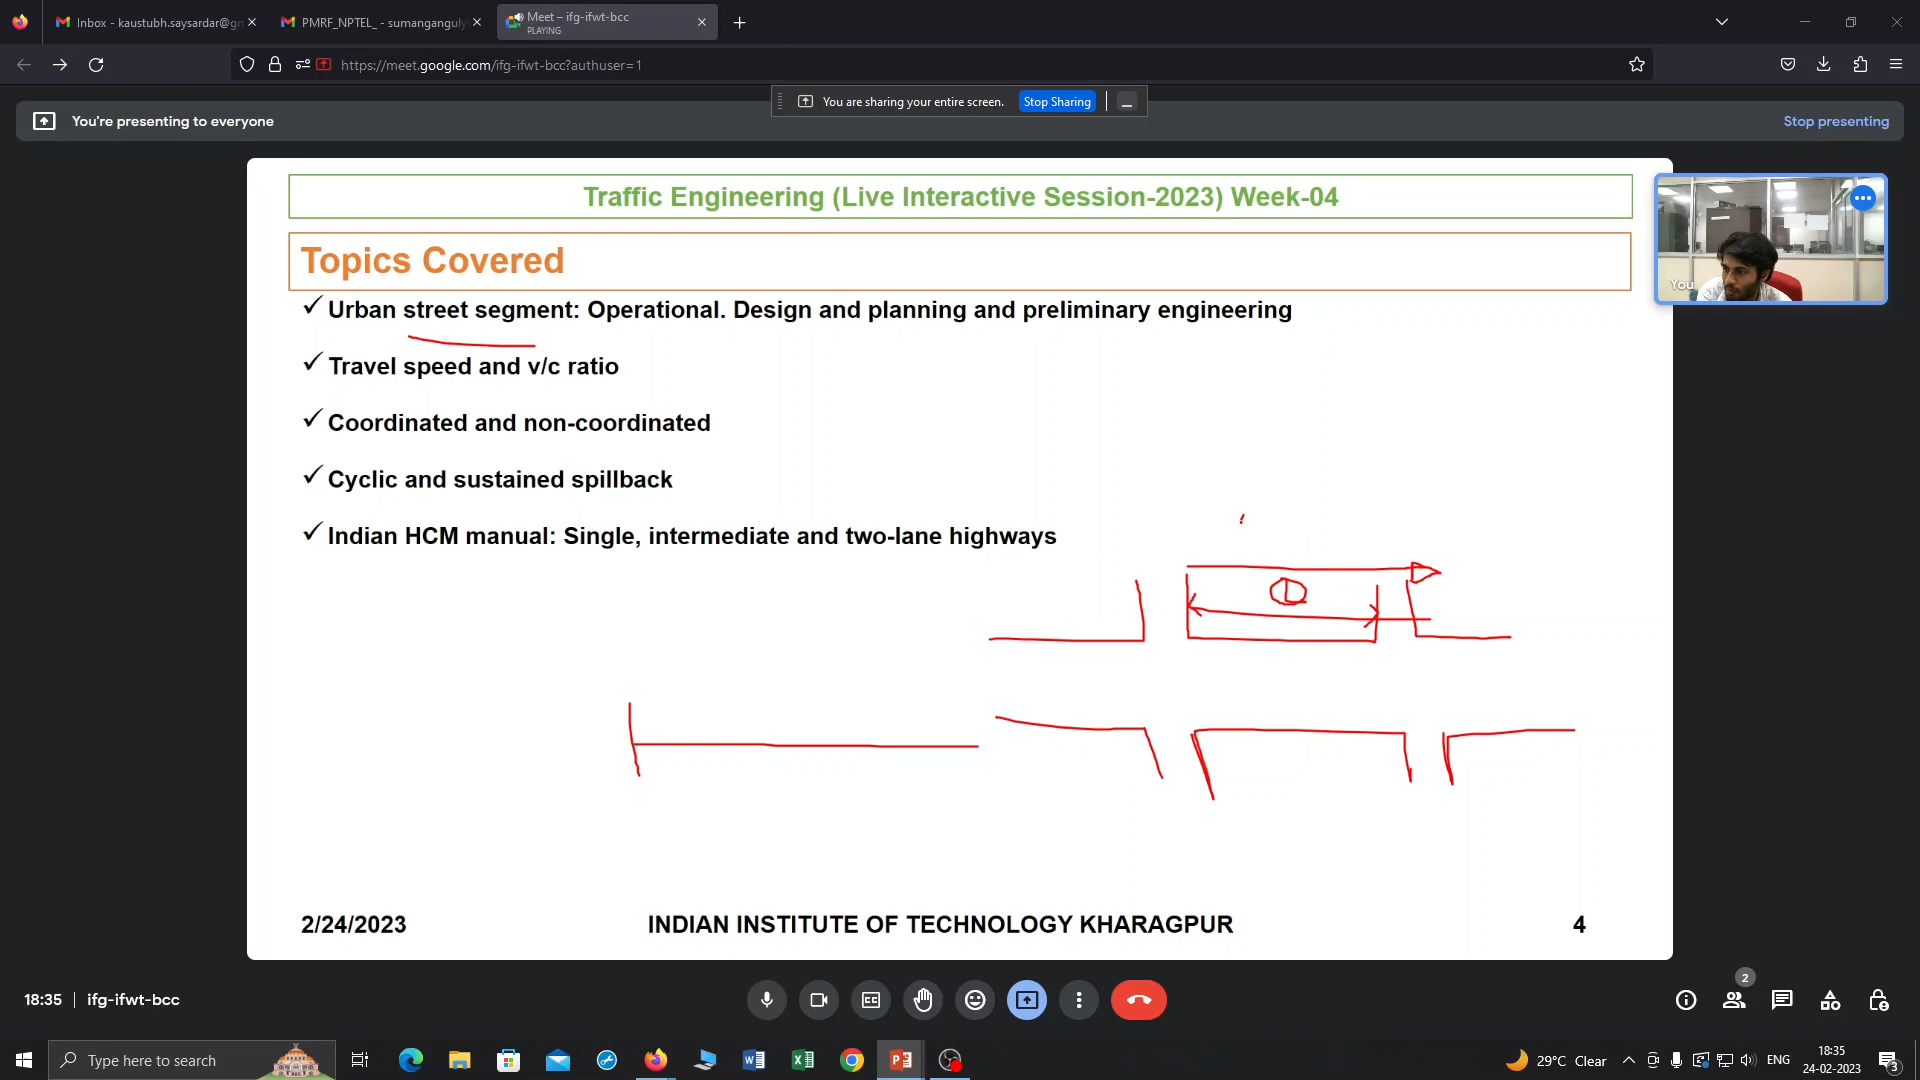 Inbox - kaustubh.saysardar@gm
PMRF_NPTEL_ - sumanganguly
Meet – ifg-ifwt-bcc
PLAYING
https://meet.google.com/ifg-ifwt-bcc?authuser=1
You are sharing your entire screen.
Stop Sharing
You're presenting to everyone
Stop presenting
Traffic Engineering (Live Interactive Session-2023) Week-04
Topics Covered
You
✓ Urban street segment: Operational. Design and planning and preliminary engineering
✓ Travel speed and v/c ratio
✓ Coordinated and non-coordinated
✓ Cyclic and sustained spillback
✓ Indian HCM manual: Single, intermediate and two-lane highways
①
2/24/2023
INDIAN INSTITUTE OF TECHNOLOGY KHARAGPUR
4
18:35 | ifg-ifwt-bcc
2
Type here to search
29°C Clear
ENG
18:35
24-02-2023
3